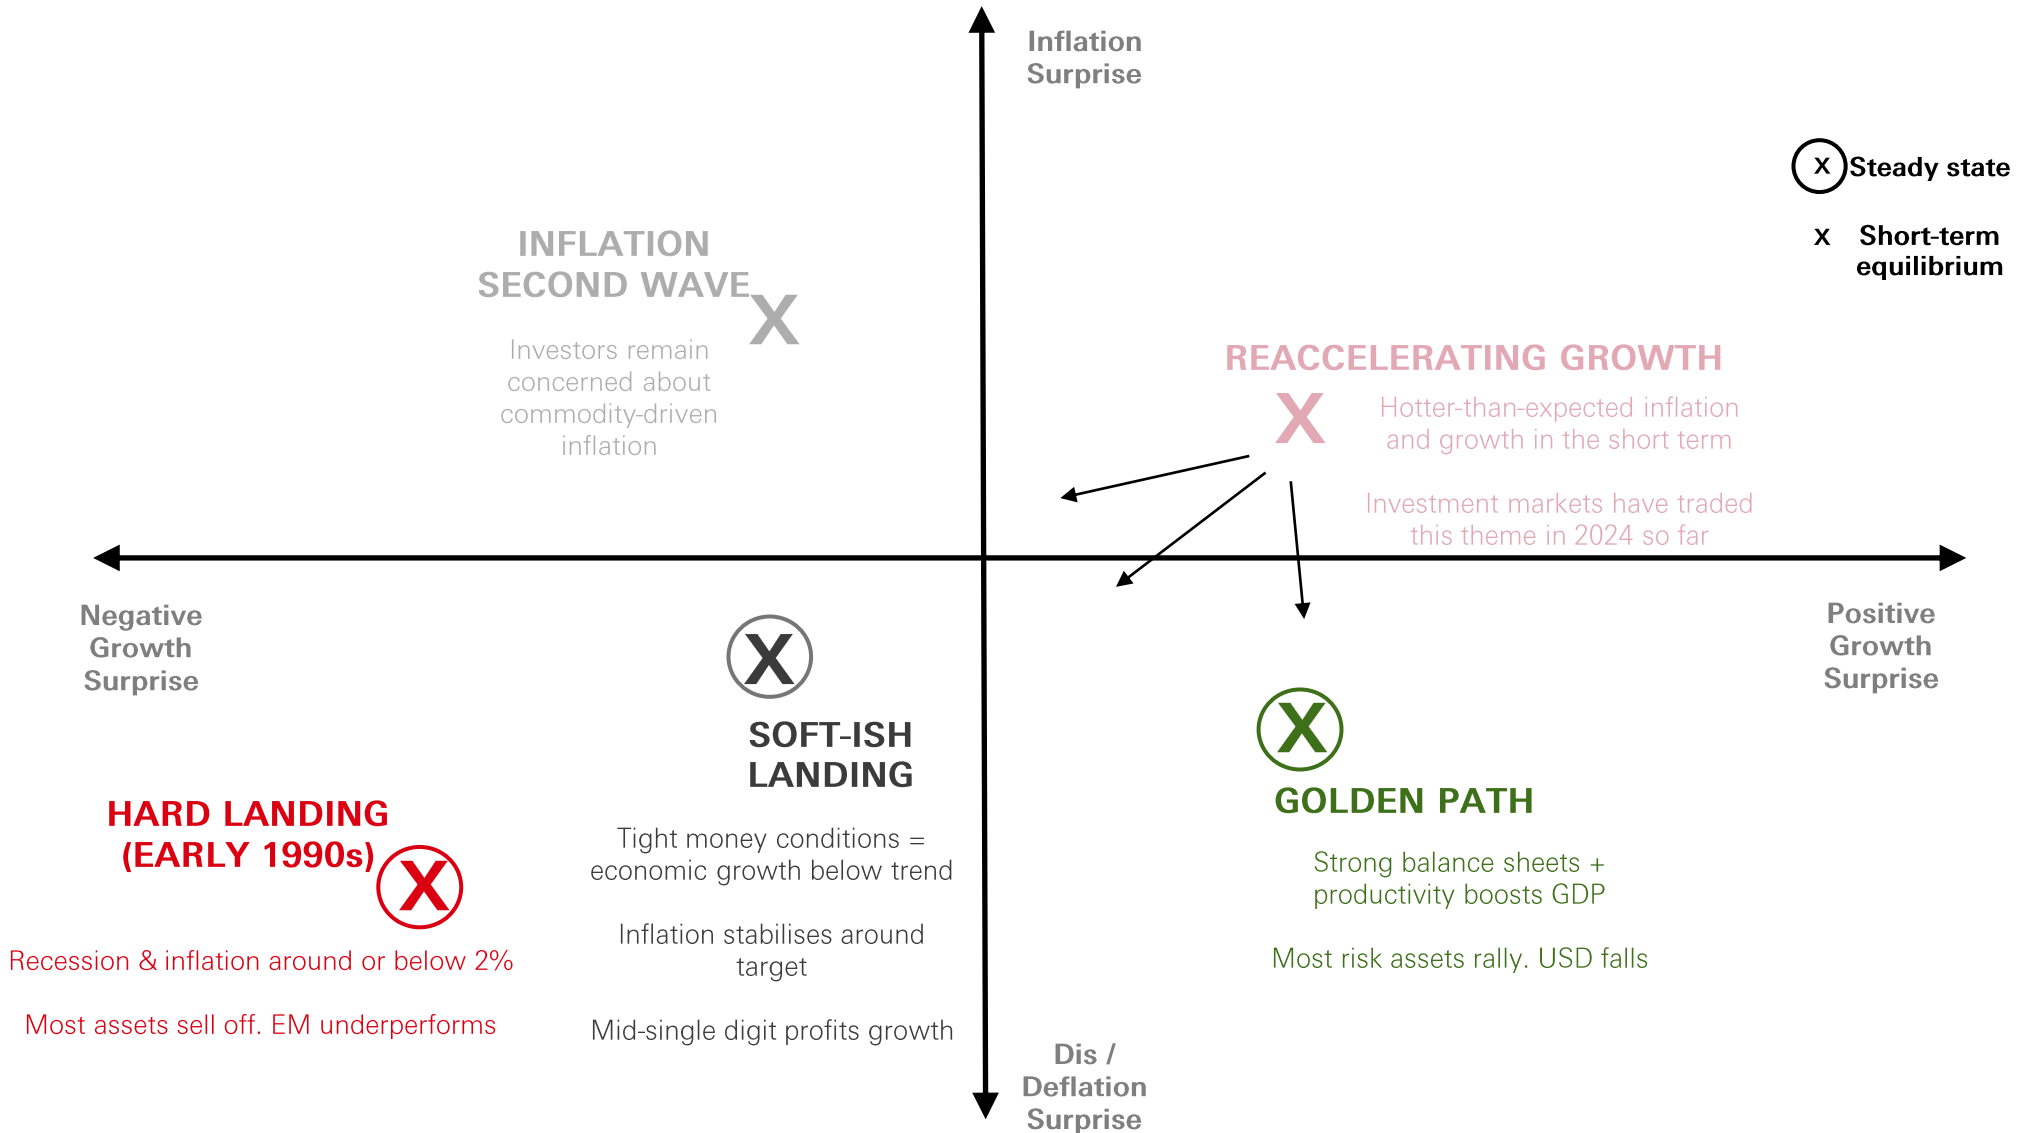 Inflation
Surprise
X Steady state
X Short-term
equilibrium
INFLATION
SECOND WAVE
X
Investors remain
concerned about
commodity-driven
inflation
REACCELERATING GROWTH
X
Hotter-than-expected inflation
and growth in the short term
Investment markets have traded
this theme in 2024 so far
Negative
Growth
Surprise
Positive
Growth
Surprise
X
SOFT-ISH
LANDING
Tight money conditions =
economic growth below trend
Inflation stabilises around
target
Mid-single digit profits growth
HARD LANDING
(EARLY 1990s)
X
Recession & inflation around or below 2%
Most assets sell off. EM underperforms
X
GOLDEN PATH
Strong balance sheets +
productivity boosts GDP
Most risk assets rally. USD falls
Dis /
Deflation
Surprise